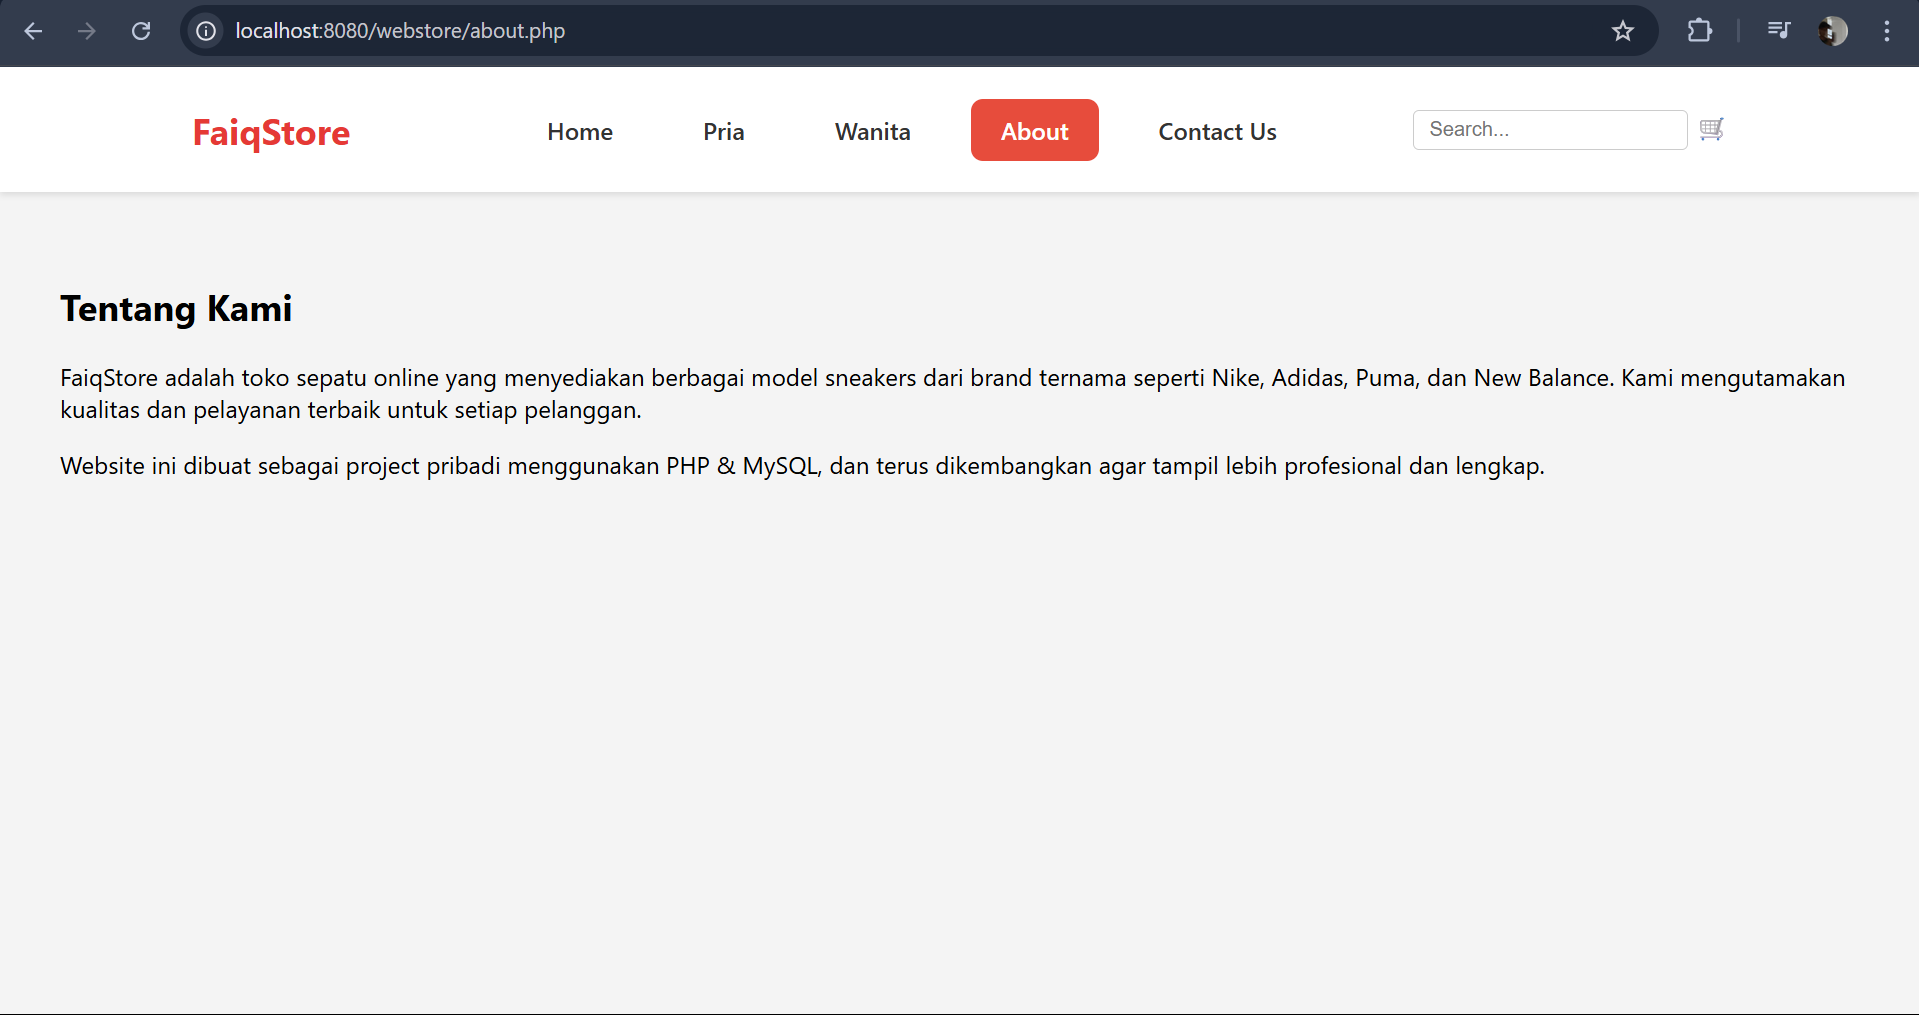 localhost:8080/webstore/about.php
FaiqStore
Home
Pria
Wanita
About
Contact Us
Search...
Tentang Kami
FaiqStore adalah toko sepatu online yang menyediakan berbagai model sneakers dari brand ternama seperti Nike, Adidas, Puma, dan New Balance. Kami mengutamakan
kualitas dan pelayanan terbaik untuk setiap pelanggan.
Website ini dibuat sebagai project pribadi menggunakan PHP & MySQL, dan terus dikembangkan agar tampil lebih profesional dan lengkap.